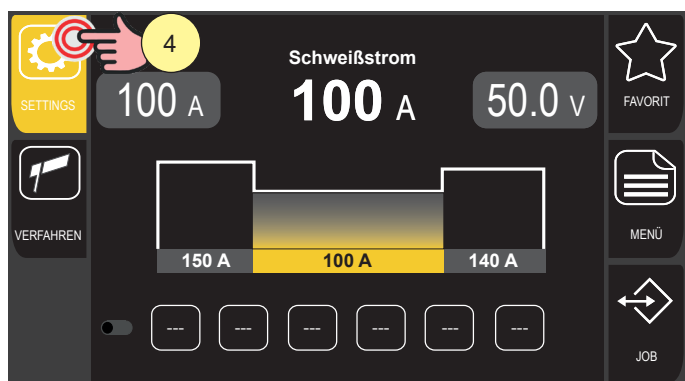 4
Schweißstrom
SETTINGS
100 A
100 A
50.0 V
FAVORIT
VERFAHREN
MENÜ
150 A
100 A
140 A
---
---
---
---
---
---
JOB